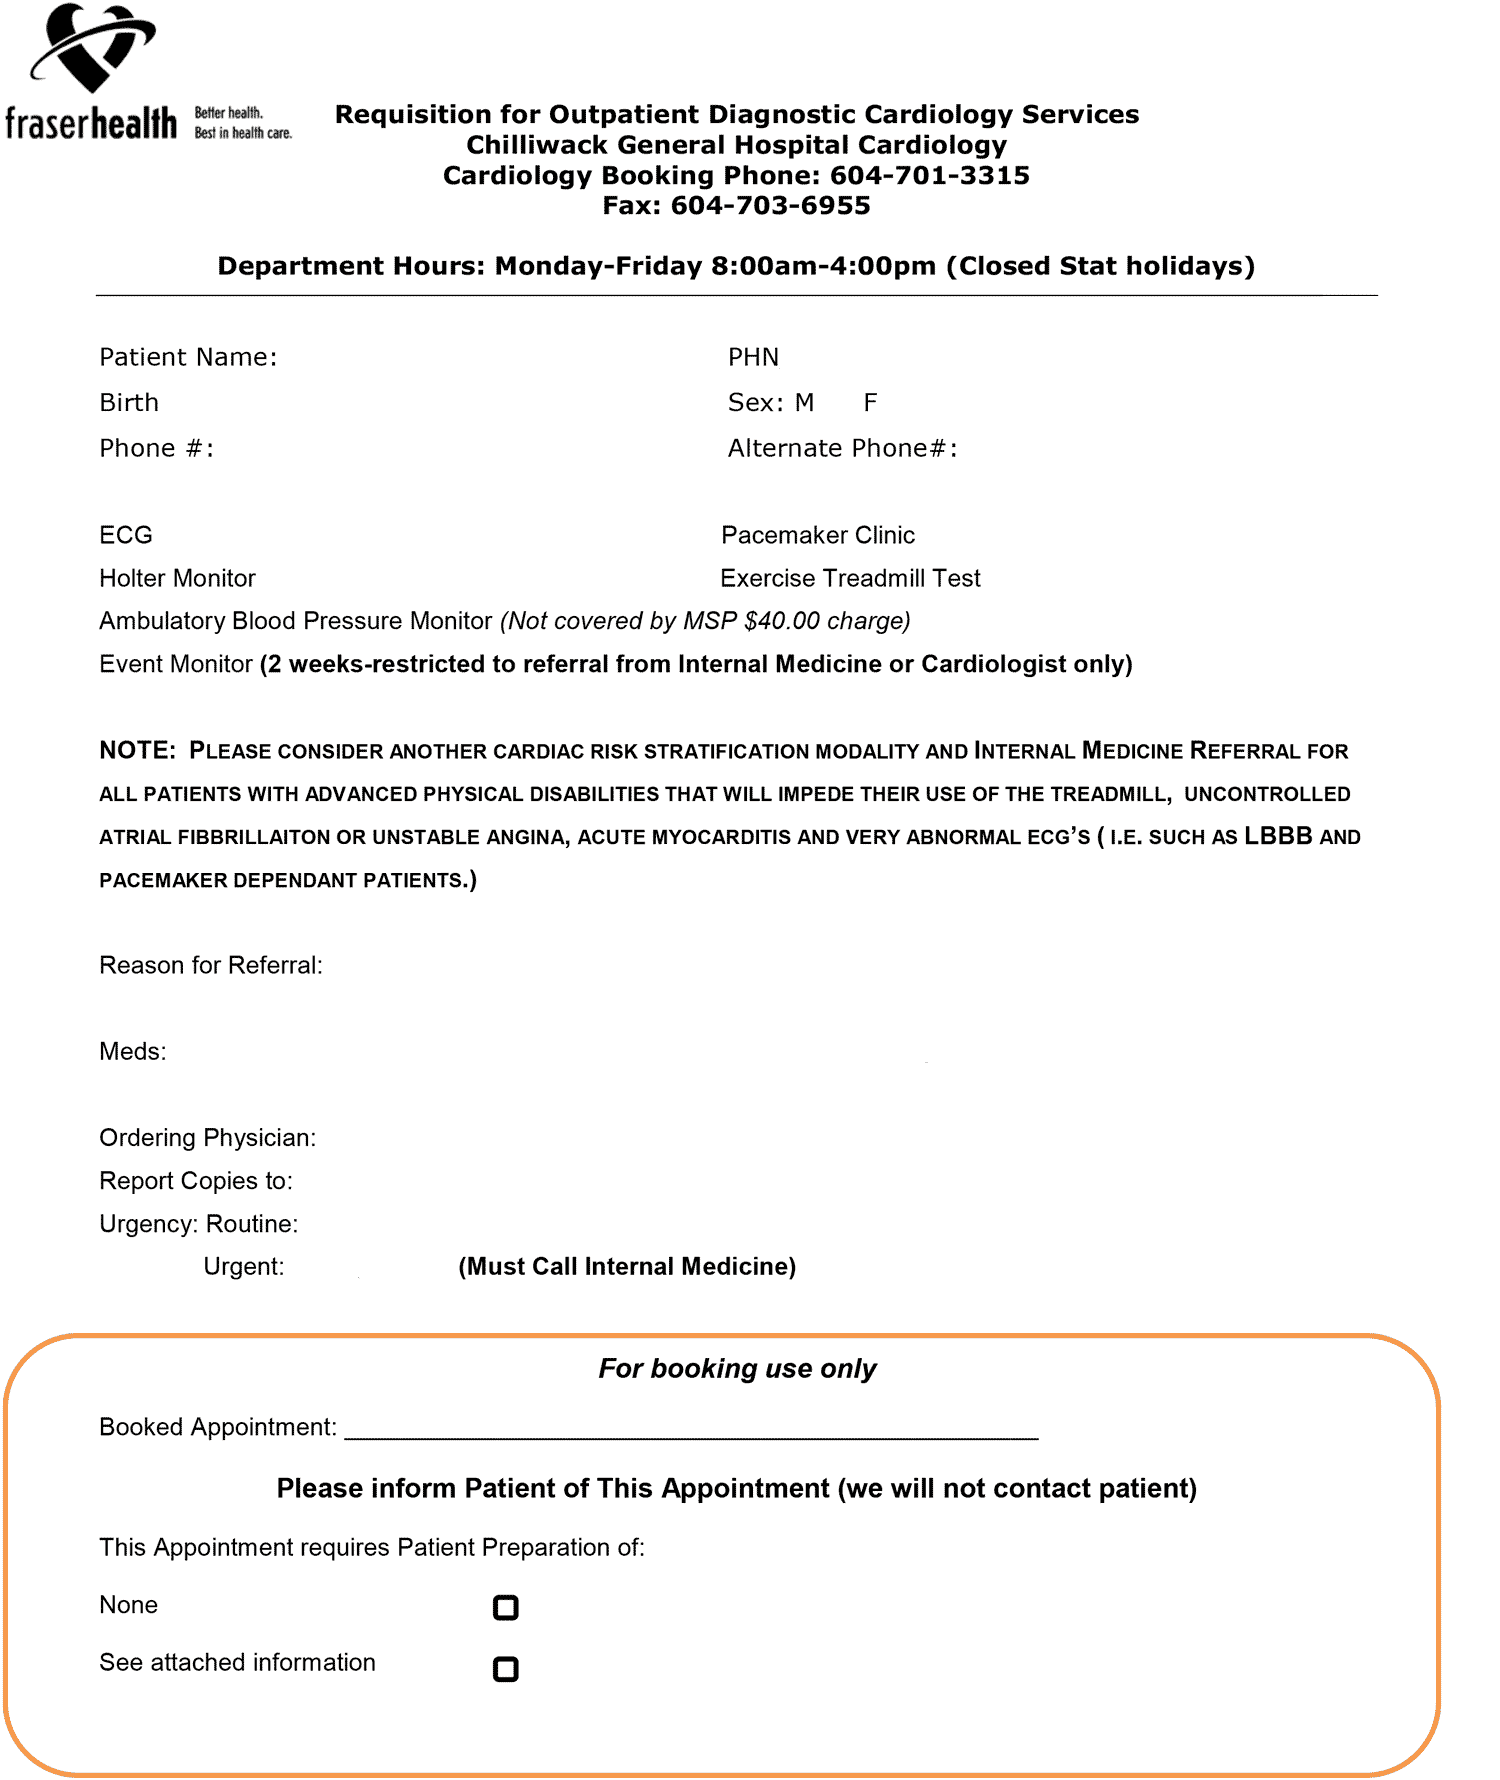 fraserhealth
Better health.
Best in health care.
Requisition for Outpatient Diagnostic Cardiology Services
Chilliwack General Hospital Cardiology
Cardiology Booking Phone: 604-701-3315
Fax: 604-703-6955
Department Hours: Monday-Friday 8:00am-4:00pm (Closed Stat holidays)
Patient Name: PHN
Birth Sex: M F
Phone #: Alternate Phone#:
ECG Pacemaker Clinic
Holter Monitor Exercise Treadmill Test
Ambulatory Blood Pressure Monitor (Not covered by MSP $40.00 charge)
Event Monitor (2 weeks-restricted to referral from Internal Medicine or Cardiologist only)
NOTE: PLEASE CONSIDER ANOTHER CARDIAC RISK STRATIFICATION MODALITY AND INTERNAL MEDICINE REFERRAL FOR
ALL PATIENTS WITH ADVANCED PHYSICAL DISABILITIES THAT WILL IMPEDE THEIR USE OF THE TREADMILL, UNCONTROLLED
ATRIAL FIBBRILLAITON OR UNSTABLE ANGINA, ACUTE MYOCARDITIS AND VERY ABNORMAL ECG'S ( I.E. SUCH AS LBBB AND
PACEMAKER DEPENDANT PATIENTS.)
Reason for Referral:
Meds:
Ordering Physician:
Report Copies to:
Urgency: Routine:
Urgent: (Must Call Internal Medicine)
For booking use only
Booked Appointment:
Please inform Patient of This Appointment (we will not contact patient)
This Appointment requires Patient Preparation of:
None
See attached information